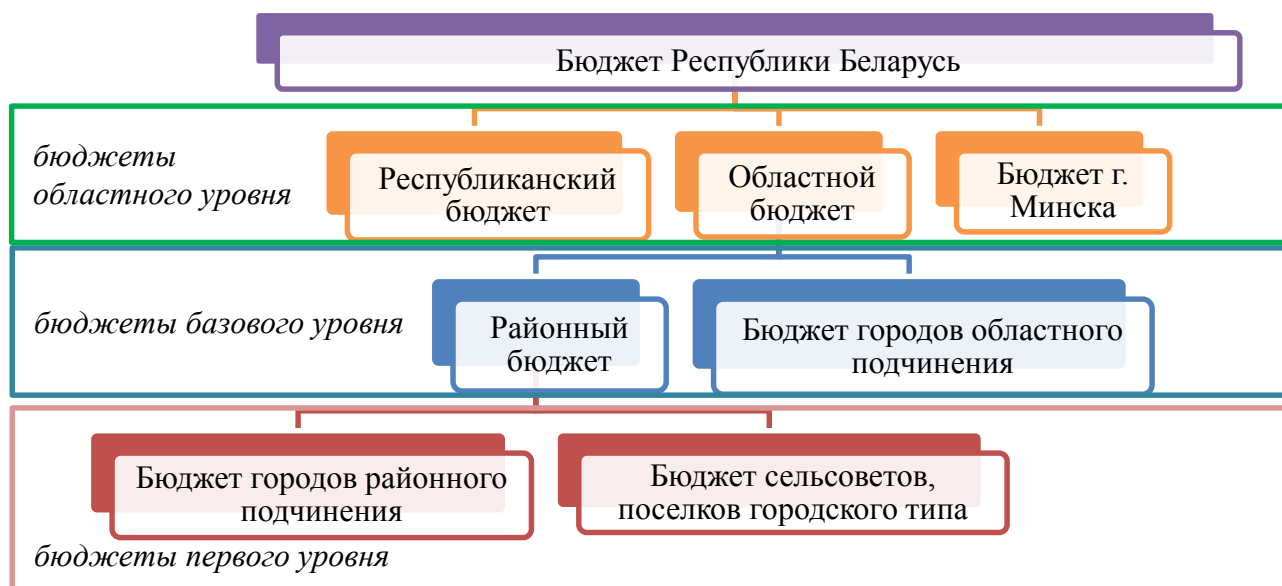 Бюджет Республики Беларусь
бюджеты
областного уровня
Республиканский
бюджет
Областной
бюджет
Бюджет г.
Минска
бюджеты базового уровня
Районный
бюджет
Бюджет городов областного
подчинения
Бюджет городов районного
подчинения
Бюджет сельсоветов,
поселков городского типа
бюджеты первого уровня